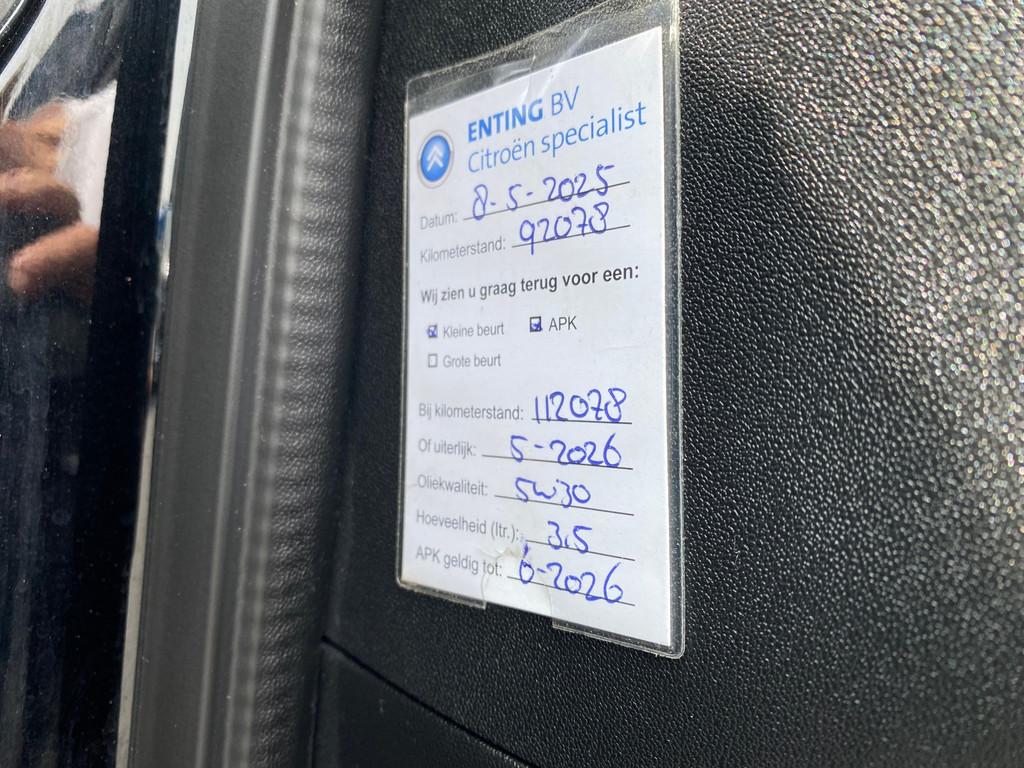 ENTING BV
Citroën specialist
Datum: 8-5-2025
Kilometerstand: 92078
Wij zien u graag terug voor een:
Kleine beurt APK
Grote beurt
Bij kilometerstand: 112078
Of uiterlijk: 5-2026
Oliekwaliteit: 5w30
Hoeveelheid (ltr.): 3.5
APK geldig tot: 6-2026